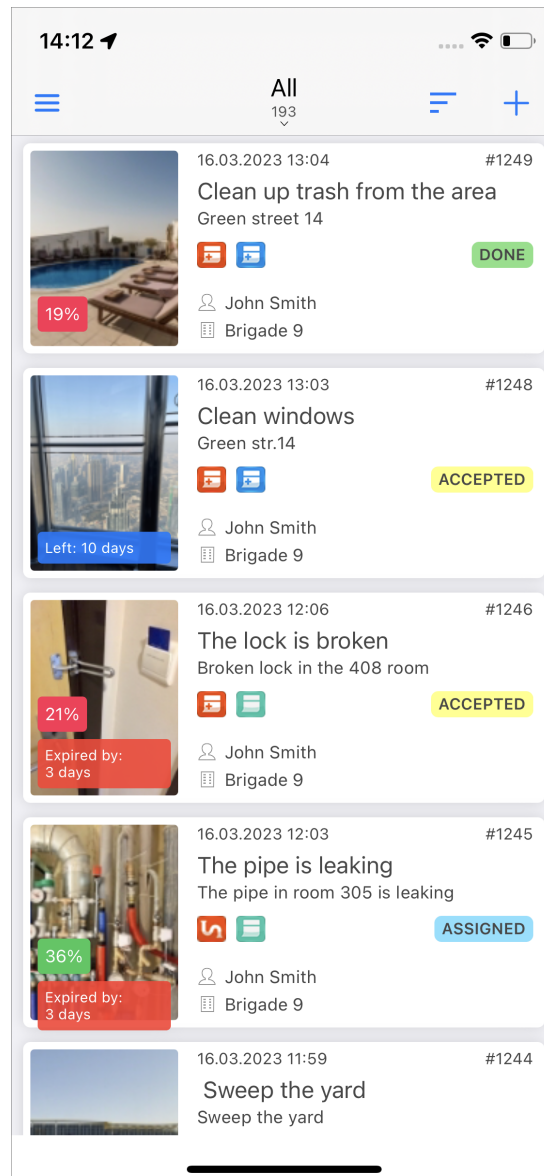 14:12
All
193
16.03.2023 13:04
#1249
Clean up trash from the area
Green street 14
DONE
19%
John Smith
Brigade 9
16.03.2023 13:03
#1248
Clean windows
Green str.14
ACCEPTED
Left: 10 days
John Smith
Brigade 9
16.03.2023 12:06
#1246
The lock is broken
Broken lock in the 408 room
ACCEPTED
21%
Expired by:
3 days
John Smith
Brigade 9
16.03.2023 12:03
#1245
The pipe is leaking
The pipe in room 305 is leaking
ASSIGNED
36%
Expired by:
3 days
John Smith
Brigade 9
16.03.2023 11:59
#1244
Sweep the yard
Sweep the yard